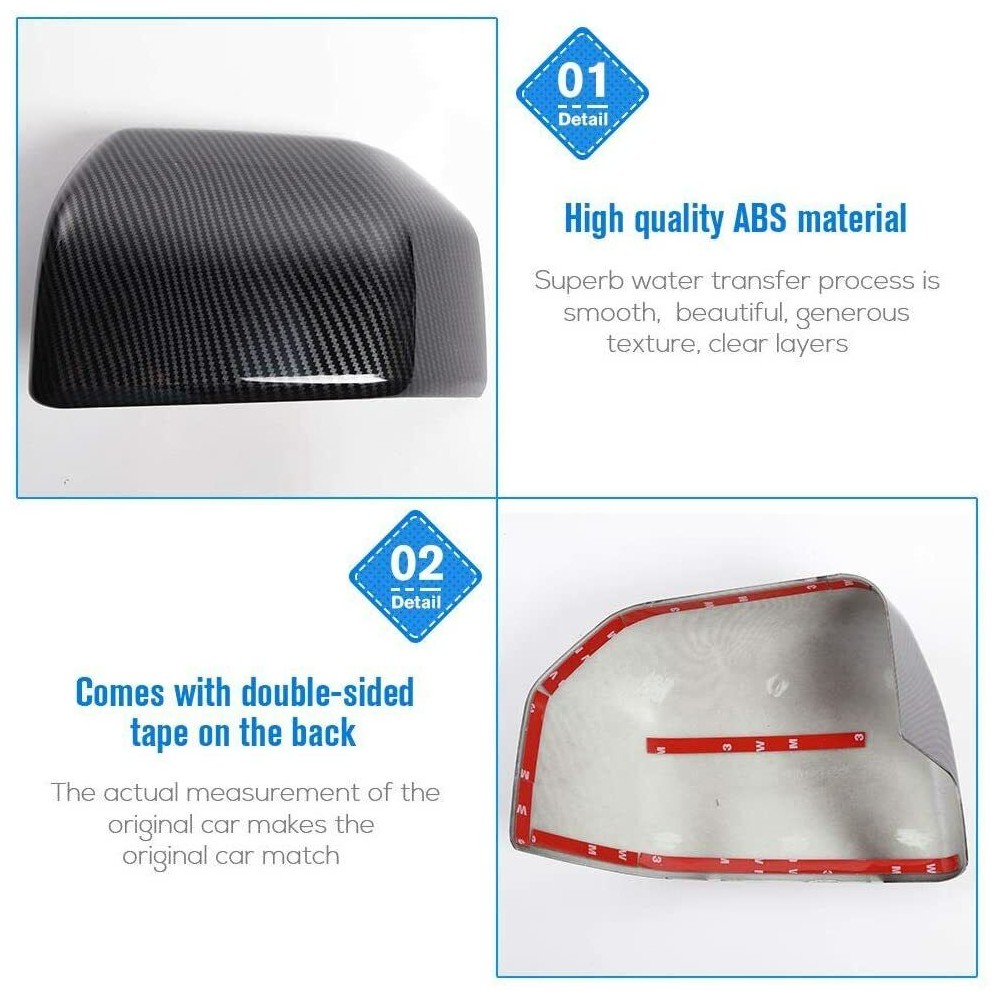 01
Detail
High quality ABS material
Superb water transfer process is
smooth, beautiful, generous
texture, clear layers
02
Detail
Comes with double-sided
tape on the back
The actual measurement of the
original car makes the
original car match